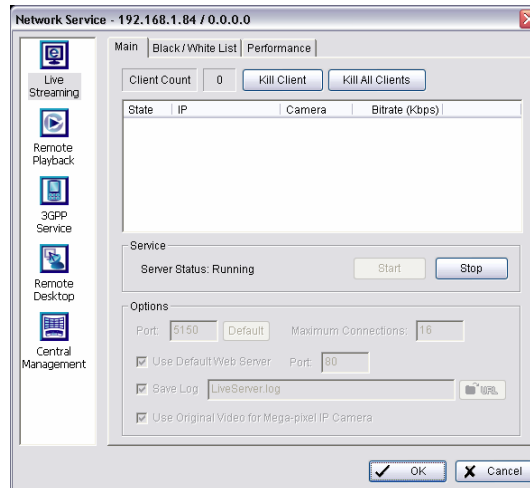 Network Service - 192.168.1.84 / 0.0.0.0
Live
Streaming
Remote
Playback
3GPP
Service
Remote
Desktop
Central
Management
Main Black / White List Performance
Client Count 0 Kill Client Kill All Clients
State IP Camera Bitrate (Kbps)
Service
Server Status: Running Start Stop
Options
Port: 5150 Default Maximum Connections: 16
Use Default Web Server Port: 80
Save Log LiveServer.log URL
Use Original Video for Mega-pixel IP Camera
OK Cancel